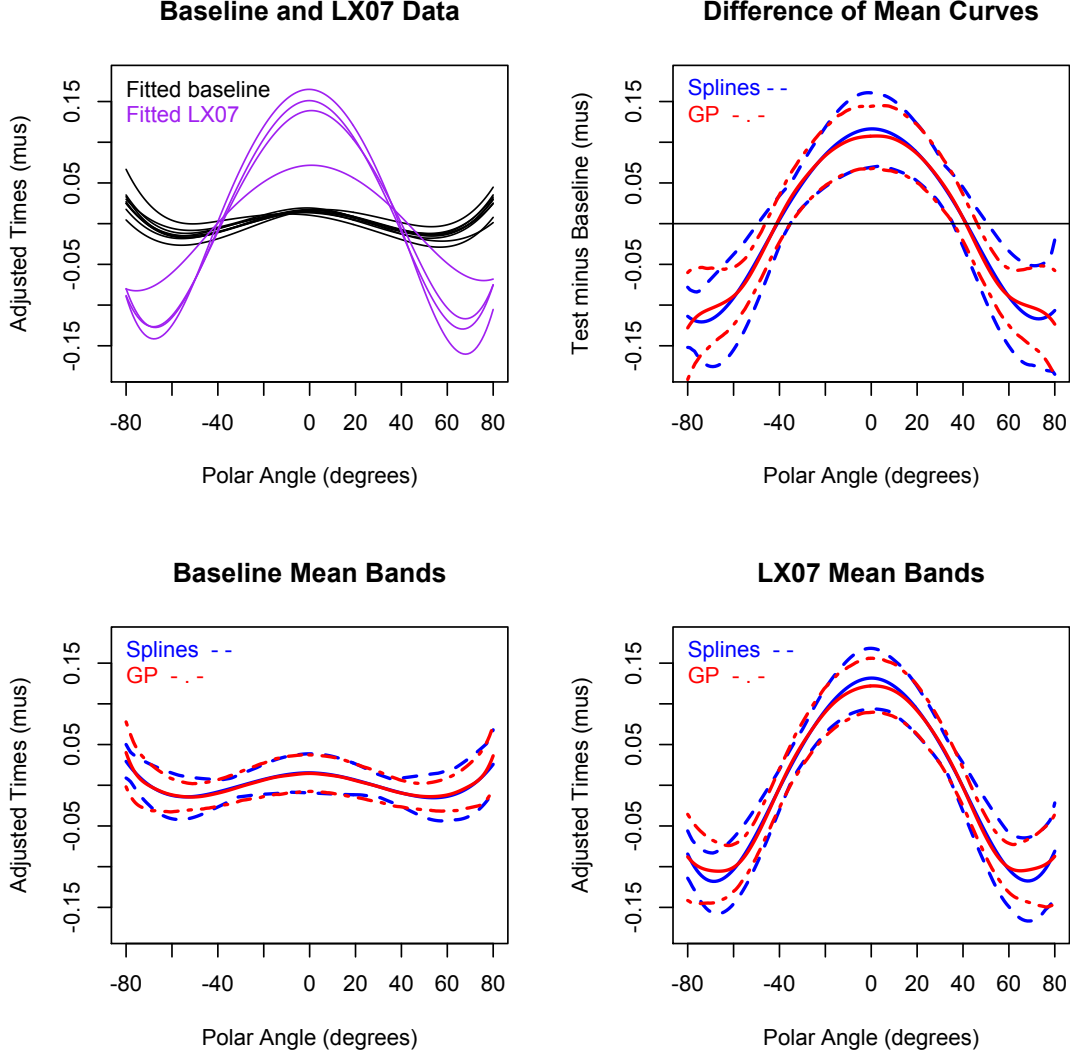 Baseline and LX07 Data
Fitted baseline
Fitted LX07
Adjusted Times (mus)
0.15
0.05
-0.05
-0.15
-80 -40 0 20 40 60 80
Polar Angle (degrees)
Difference of Mean Curves
Splines - -
GP - . -
Test minus Baseline (mus)
0.15
0.05
-0.05
-0.15
-80 -40 0 20 40 60 80
Polar Angle (degrees)
Baseline Mean Bands
Splines - -
GP - . -
Adjusted Times (mus)
0.15
0.05
-0.05
-0.15
-80 -40 0 20 40 60 80
Polar Angle (degrees)
LX07 Mean Bands
Splines - -
GP - . -
Adjusted Times (mus)
0.15
0.05
-0.05
-0.15
-80 -40 0 20 40 60 80
Polar Angle (degrees)